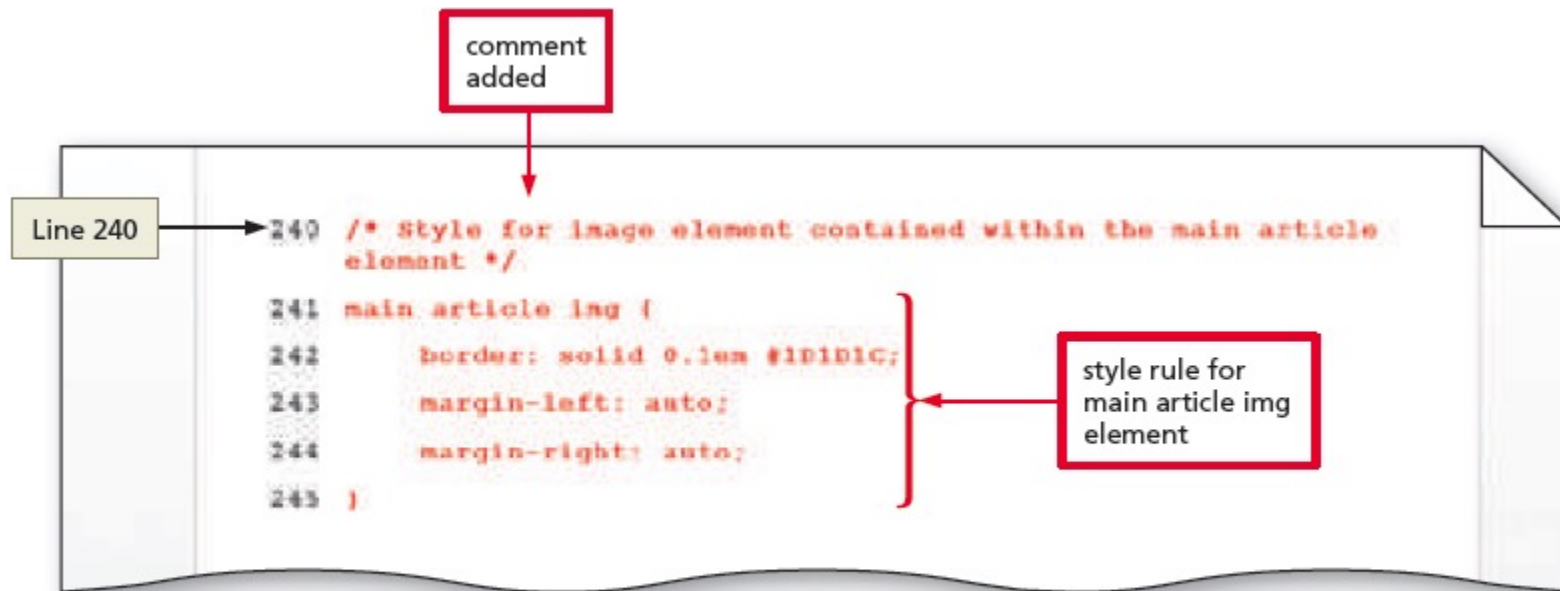 comment
added
Line 240
240 /* Style for image element contained within the main article
element */
241 main article img {
242 border: solid 0.1em #1D1D1C;
243 margin-left: auto;
244 margin-right: auto;
245 }
style rule for
main article img
element